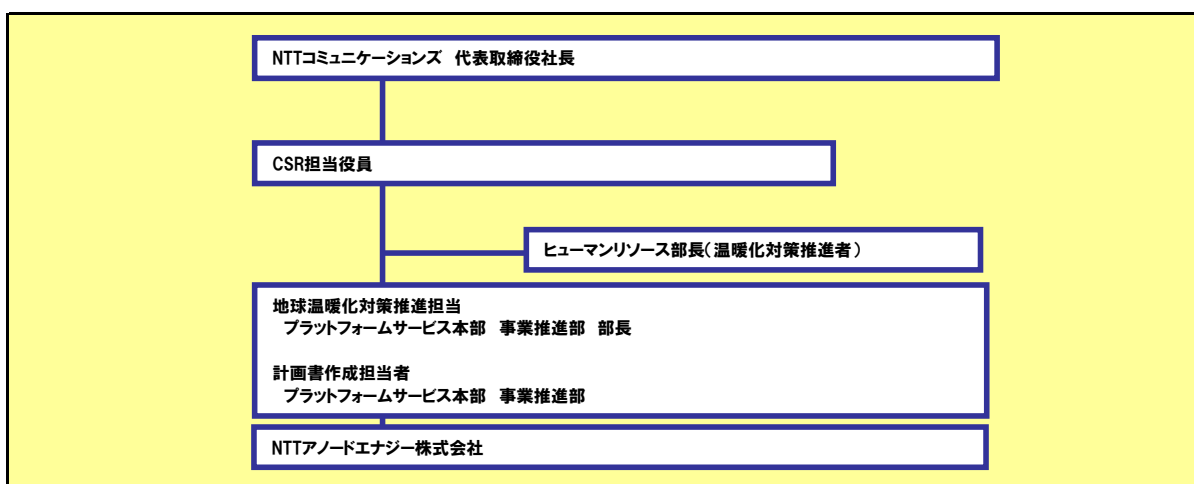 NTTコミュニケーションズ 代表取締役社長
CSR担当役員
ヒューマンリソース部長(温暖化対策推進者)
地球温暖化対策推進担当
プラットフォームサービス本部 事業推進部 部長
計画書作成担当者
プラットフォームサービス本部 事業推進部
NTTアノードエナジー株式会社